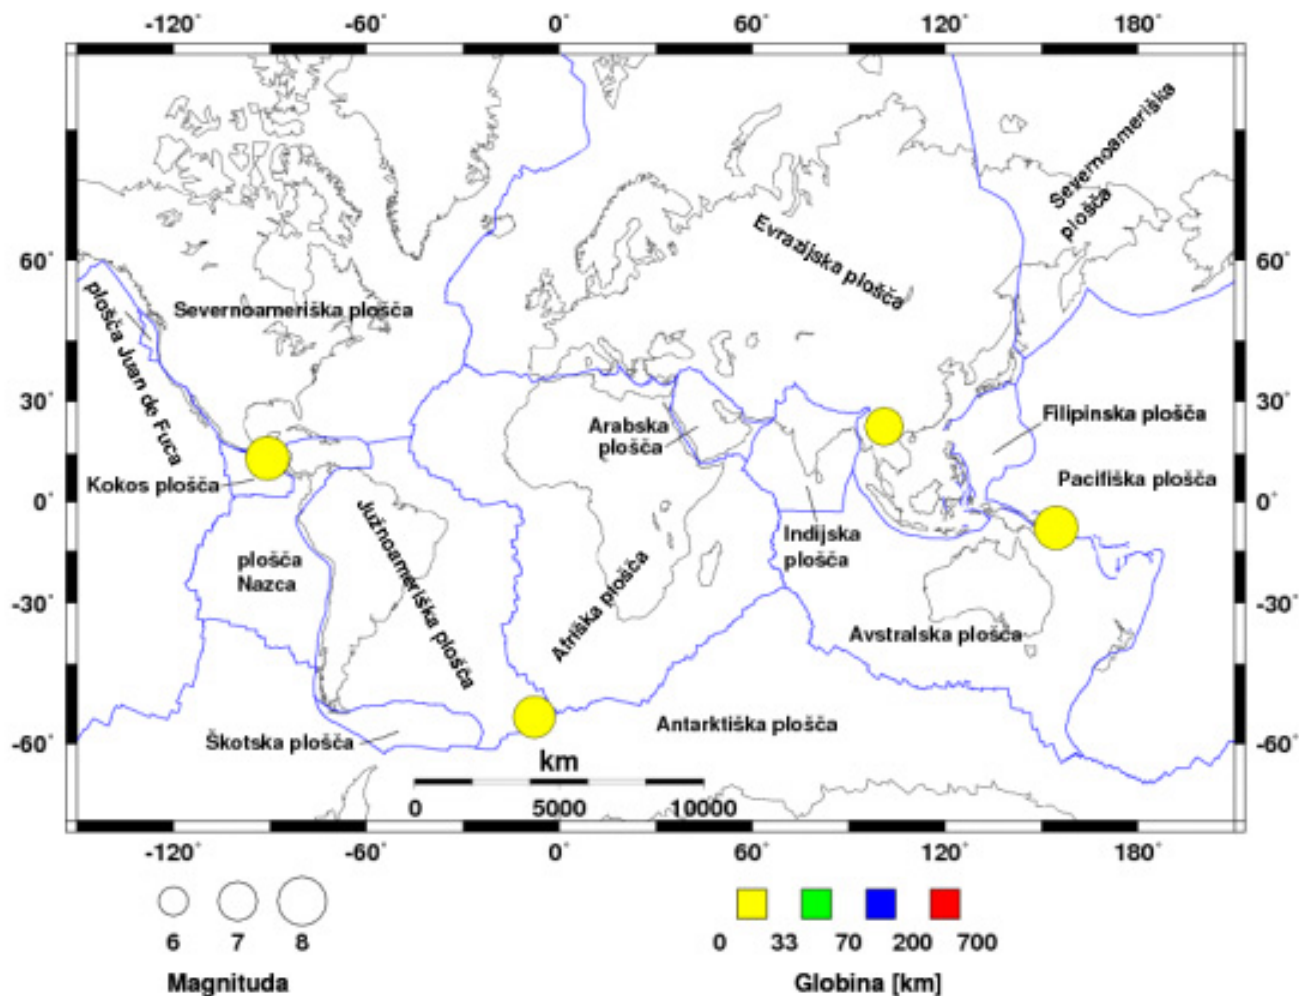 -120° -60° 0° 60° 120° 180°
Severnoameriška
plošča
Evrazijska plošča
60° 60°
Severnoameriška plošča
plošča Juan de Fuca
30° 30°
Arabska
plošča
Filipinska plošča
Kokos plošča
Pacifiška plošča
0° 0°
Južnoameriška plošča
Indijska
plošča
plošča
Nazca
Afriška plošča
-30° -30°
Avstralska plošča
Antarktiška plošča
Škotska plošča
-60° -60°
km
0 5000 10000
-120° -60° 0° 60° 120° 180°
6 7 8
0 33 70 200 700
Magnituda
Globina [km]